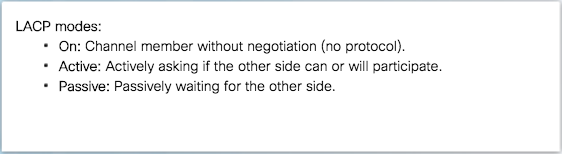 LACP modes:
▪ On: Channel member without negotiation (no protocol).
▪ Active: Actively asking if the other side can or will participate.
▪ Passive: Passively waiting for the other side.